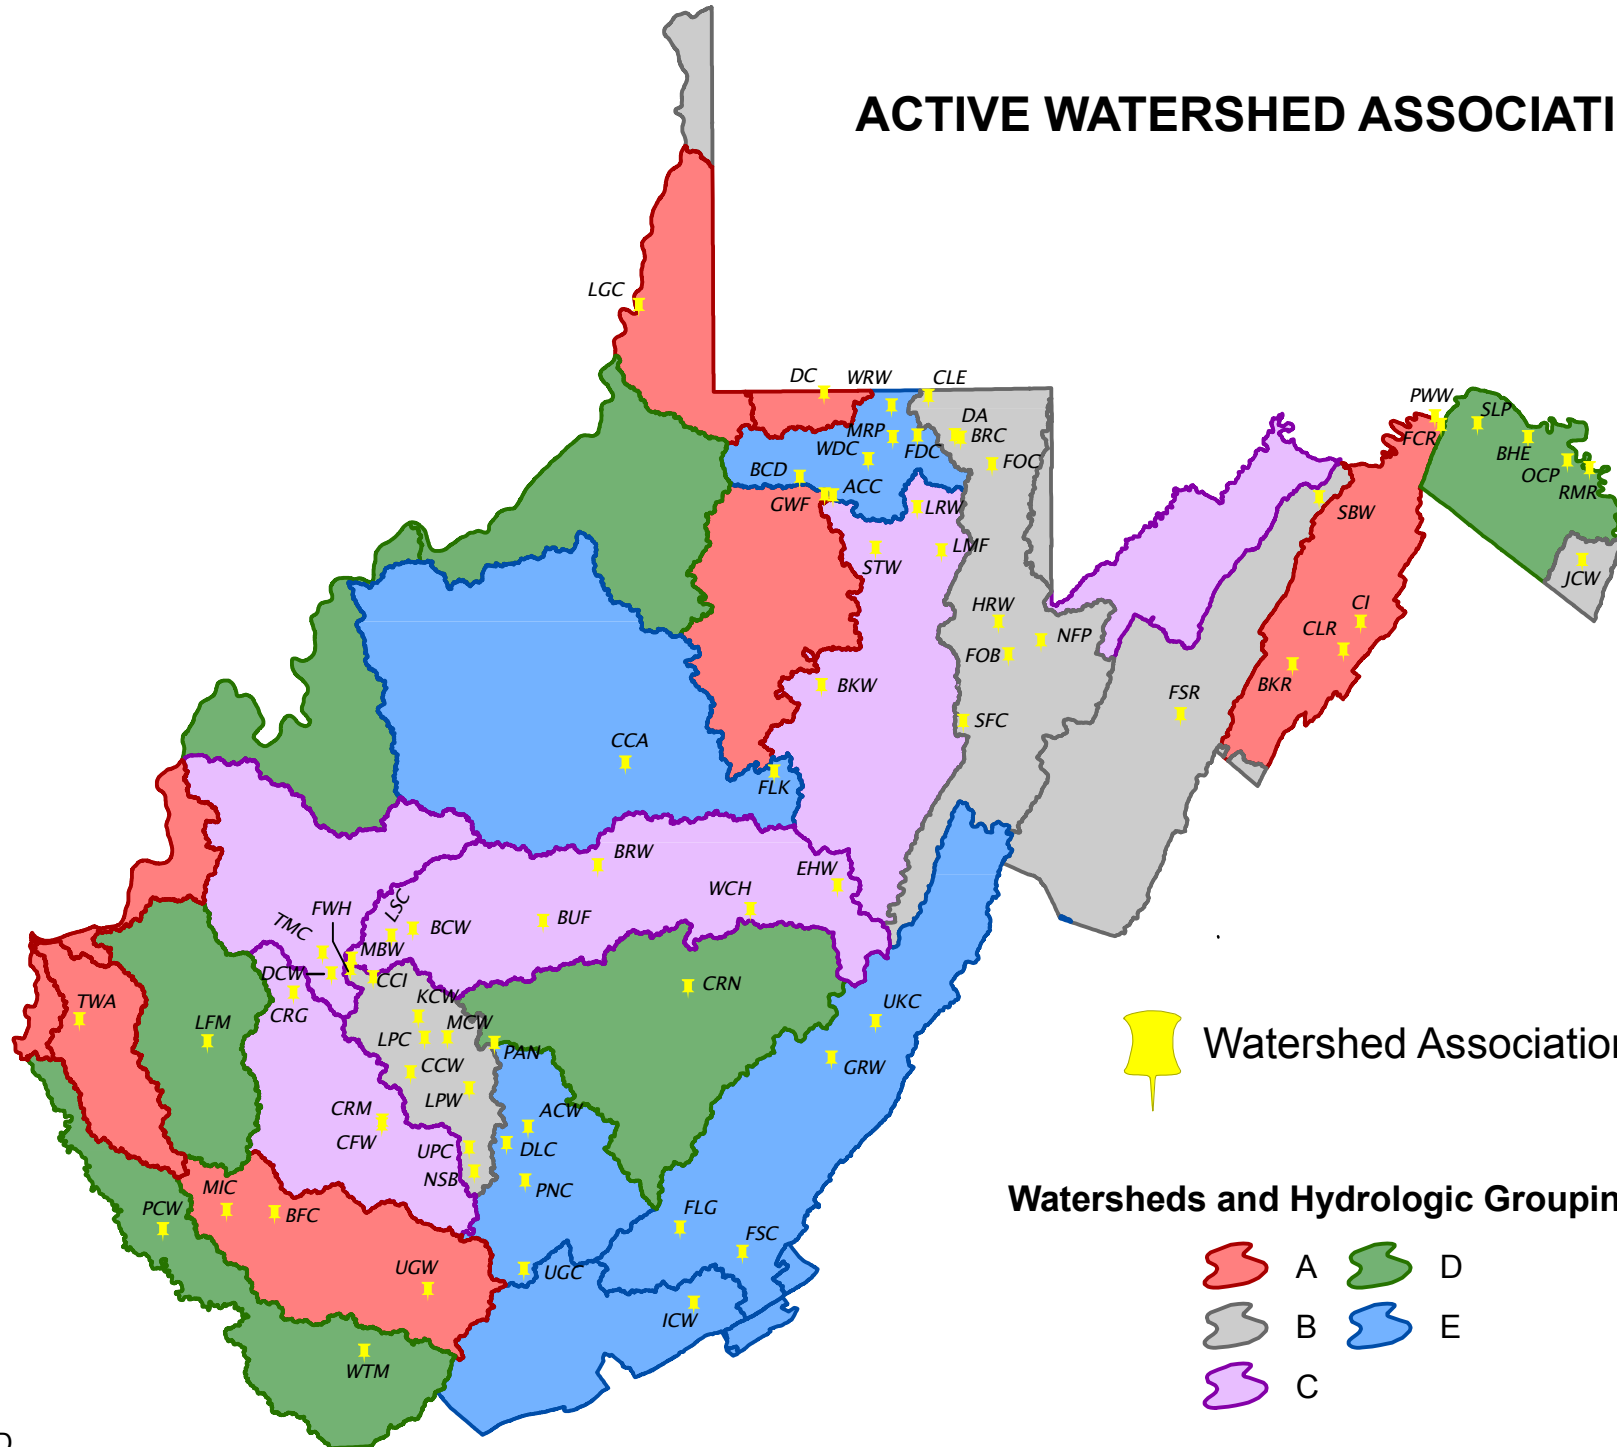 ACTIVE WATERSHED ASSOCIATI
LGC
DC
WRW
CLE
DA
BRC
MRP
WDC
FDC
FOC
BCD
ACC
GWF
LRW
LMF
STW
PWW
SLP
FCR
BHE
OCP
RMR
SBW
JCW
HRW
NFP
FOB
CI
CLR
BKR
BKW
FSR
SFC
CCA
FLK
BRW
EHW
WCH
LSC
FWH
TMC
BCW
BUF
MBW
DCW
CCI
CRG
KCW
CRN
TWA
LFM
LPC
MCW
PAN
UKC
GRW
CCW
LPW
CRM
CFW
ACW
UPC
DLC
NSB
PNC
Watershed Association
MIC
PCW
BFC
FLG
FSC
UGW
UGC
ICW
WTM
Watersheds and Hydrologic Groupin
A D
B E
C